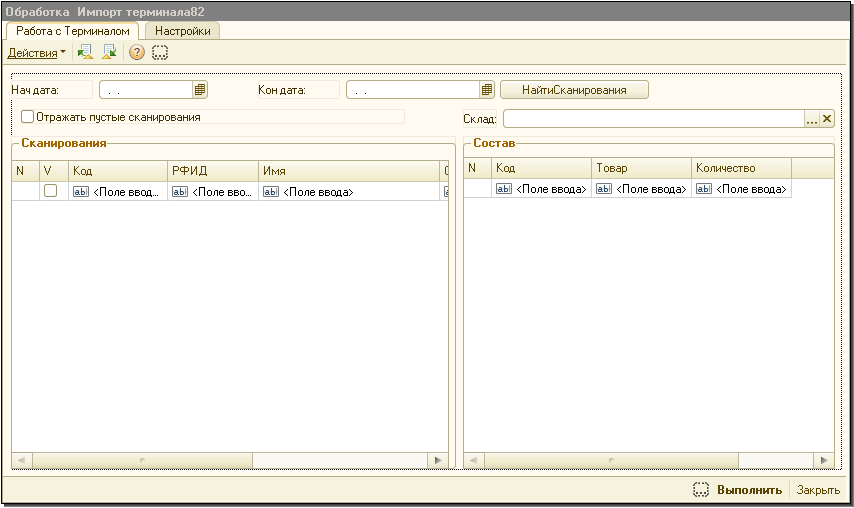 Обработка Импорт терминала82
Работа с Терминалом Настройки
Действия
Нач дата: . . Кон дата: . . НайтиСканирования
Отражать пустые сканирования
Склад: ...
Сканирования Состав
N V Код РФИД Имя
N Код Товар Количество
<Поле ввод... <Поле вво... <Поле ввода>
<Поле ввода> <Поле ввода> <Поле ввода>
Выполнить Закрыть